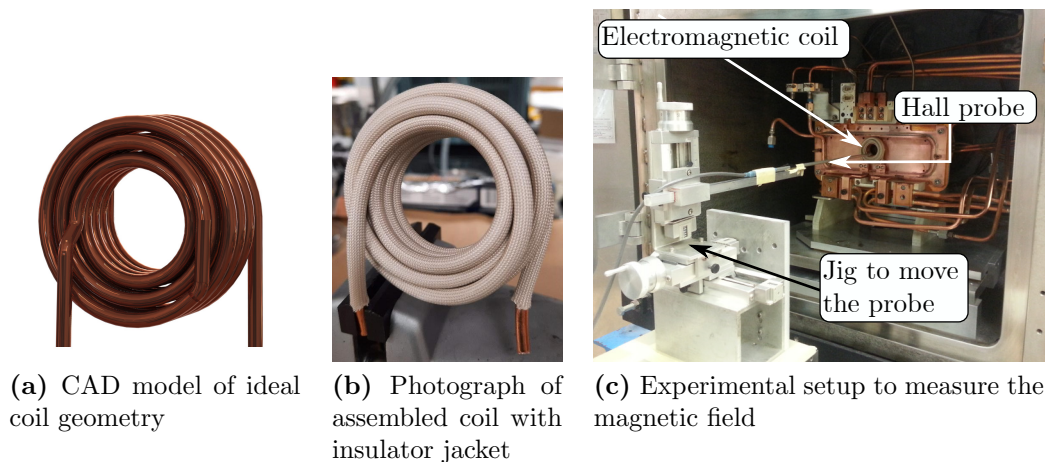 Electromagnetic coil
Hall probe
Jig to move
the probe
(a) CAD model of ideal
coil geometry
(b) Photograph of
assembled coil with
insulator jacket
(c) Experimental setup to measure the
magnetic field